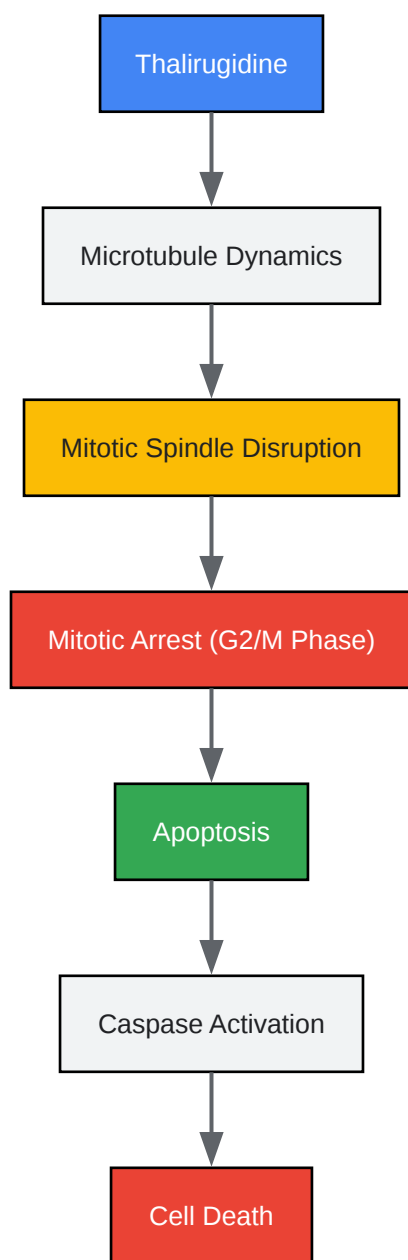 Thalirugidine
Microtubule Dynamics
Mitotic Spindle Disruption
Mitotic Arrest (G2/M Phase)
Apoptosis
Caspase Activation
Cell Death